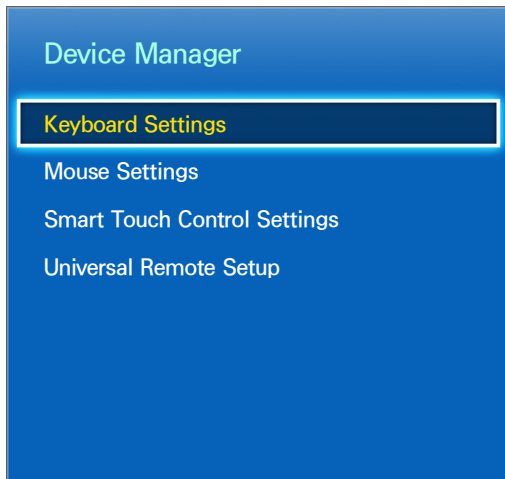 Device Manager
Keyboard Settings
Mouse Settings
Smart Touch Control Settings
Universal Remote Setup